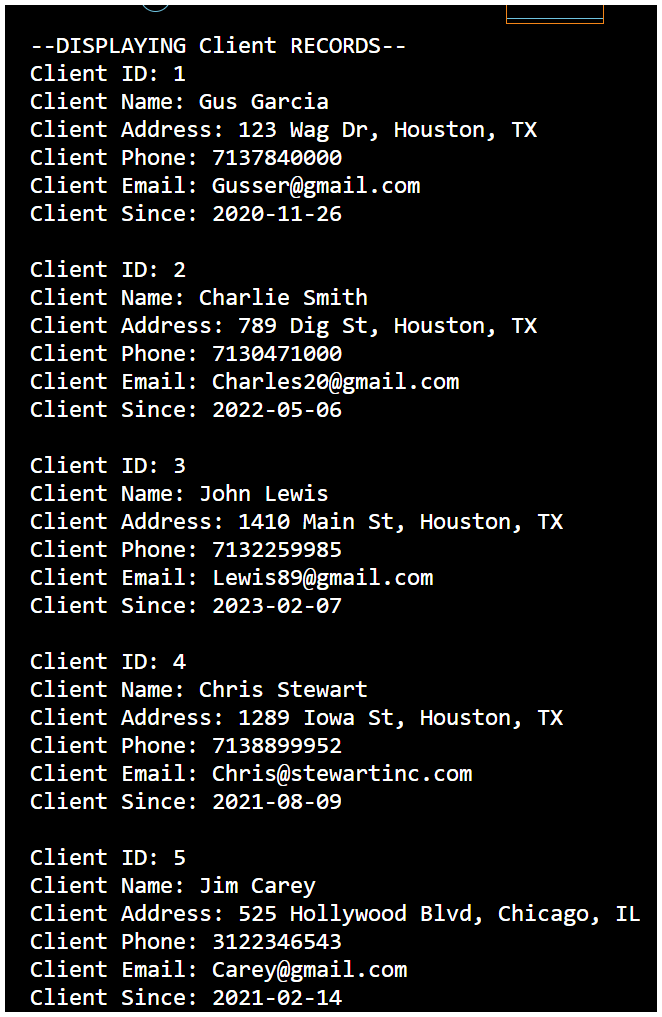 --DISPLAYING Client RECORDS--
Client ID: 1
Client Name: Gus Garcia
Client Address: 123 Wag Dr, Houston, TX
Client Phone: 7137840000
Client Email: Gusser@gmail.com
Client Since: 2020-11-26
Client ID: 2
Client Name: Charlie Smith
Client Address: 789 Dig St, Houston, TX
Client Phone: 7130471000
Client Email: Charles20@gmail.com
Client Since: 2022-05-06
Client ID: 3
Client Name: John Lewis
Client Address: 1410 Main St, Houston, TX
Client Phone: 7132259985
Client Email: Lewis89@gmail.com
Client Since: 2023-02-07
Client ID: 4
Client Name: Chris Stewart
Client Address: 1289 Iowa St, Houston, TX
Client Phone: 7138899952
Client Email: Chris@stewartinc.com
Client Since: 2021-08-09
Client ID: 5
Client Name: Jim Carey
Client Address: 525 Hollywood Blvd, Chicago, IL
Client Phone: 3122346543
Client Email: Carey@gmail.com
Client Since: 2021-02-14